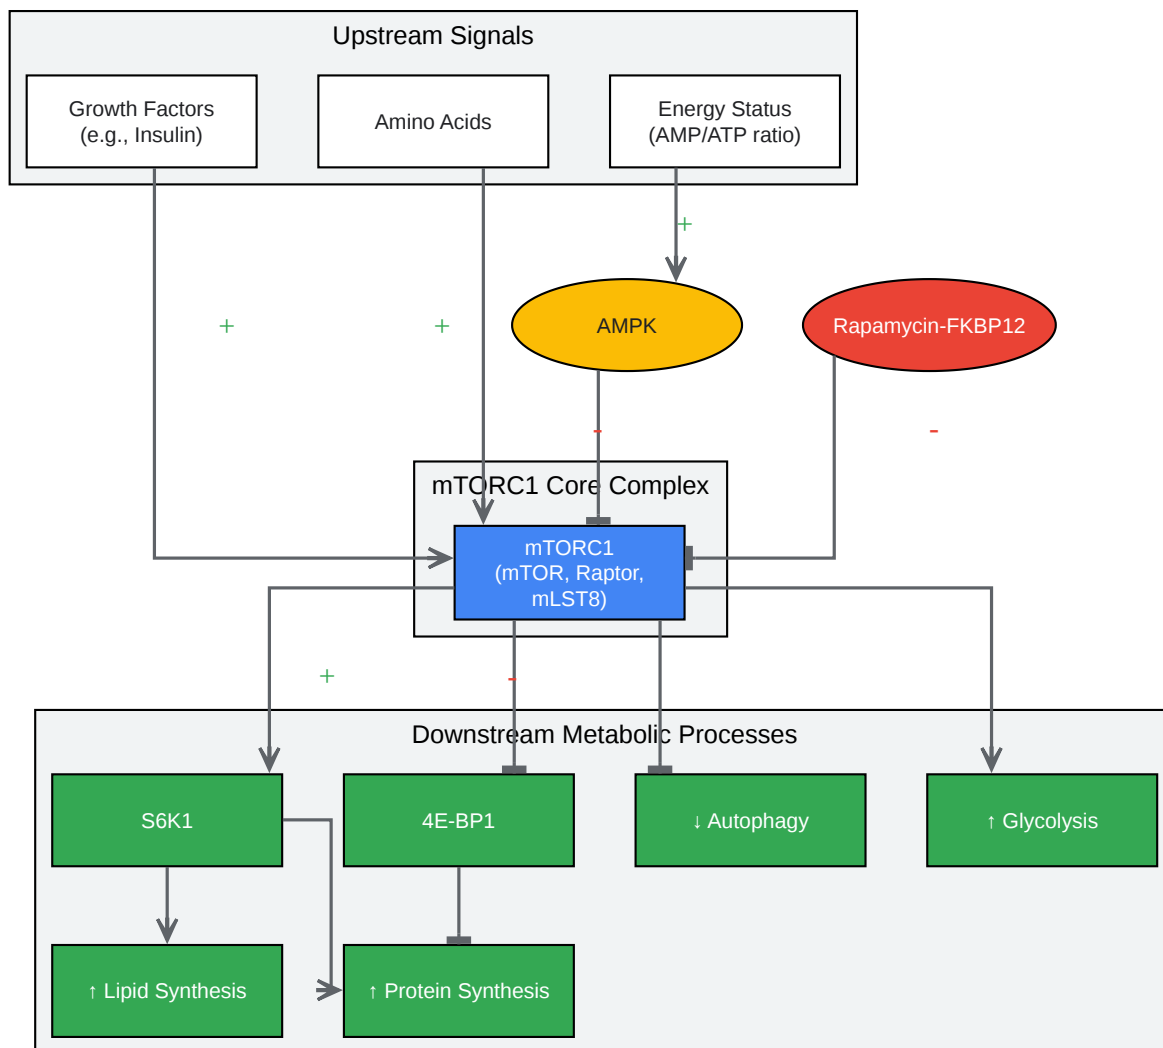 Upstream Signals
Growth Factors
(e.g., Insulin)
Amino Acids
Energy Status
(AMP/ATP ratio)
+
+
+
AMPK
Rapamycin-FKBP12
-
-
mTORC1 Core Complex
mTORC1
(mTOR, Raptor,
mLST8)
+
-
Downstream Metabolic Processes
S6K1
4E-BP1
↓ Autophagy
↑ Glycolysis
↑ Lipid Synthesis
↑ Protein Synthesis